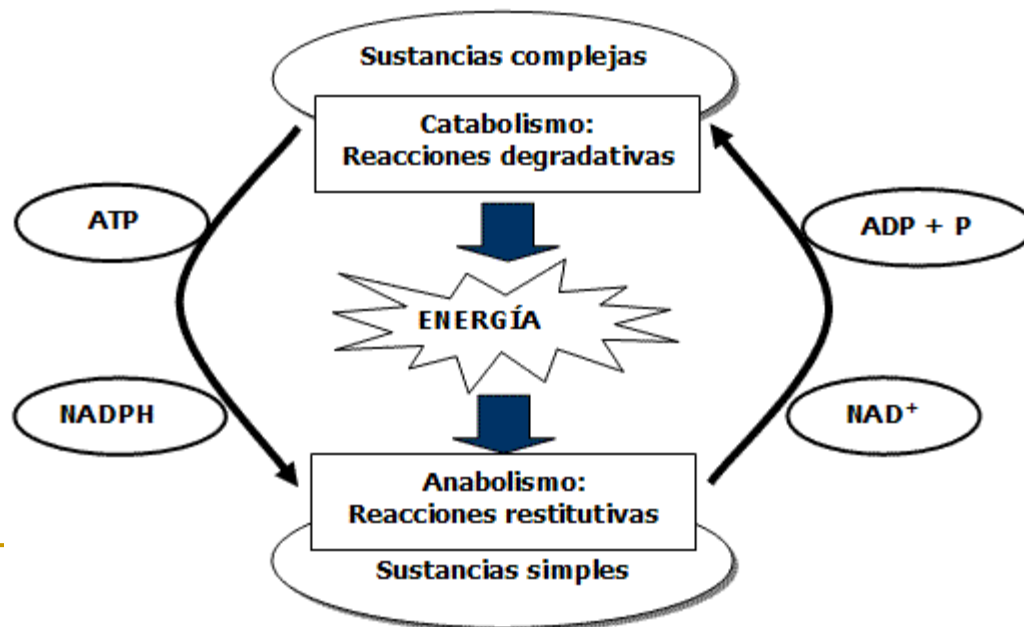 Sustancias complejas
Catabolismo:
Reacciones degradativas
ATP
ADP + P
ENERGÍA
NADPH
NAD⁺
Anabolismo:
Reacciones restitutivas
Sustancias simples